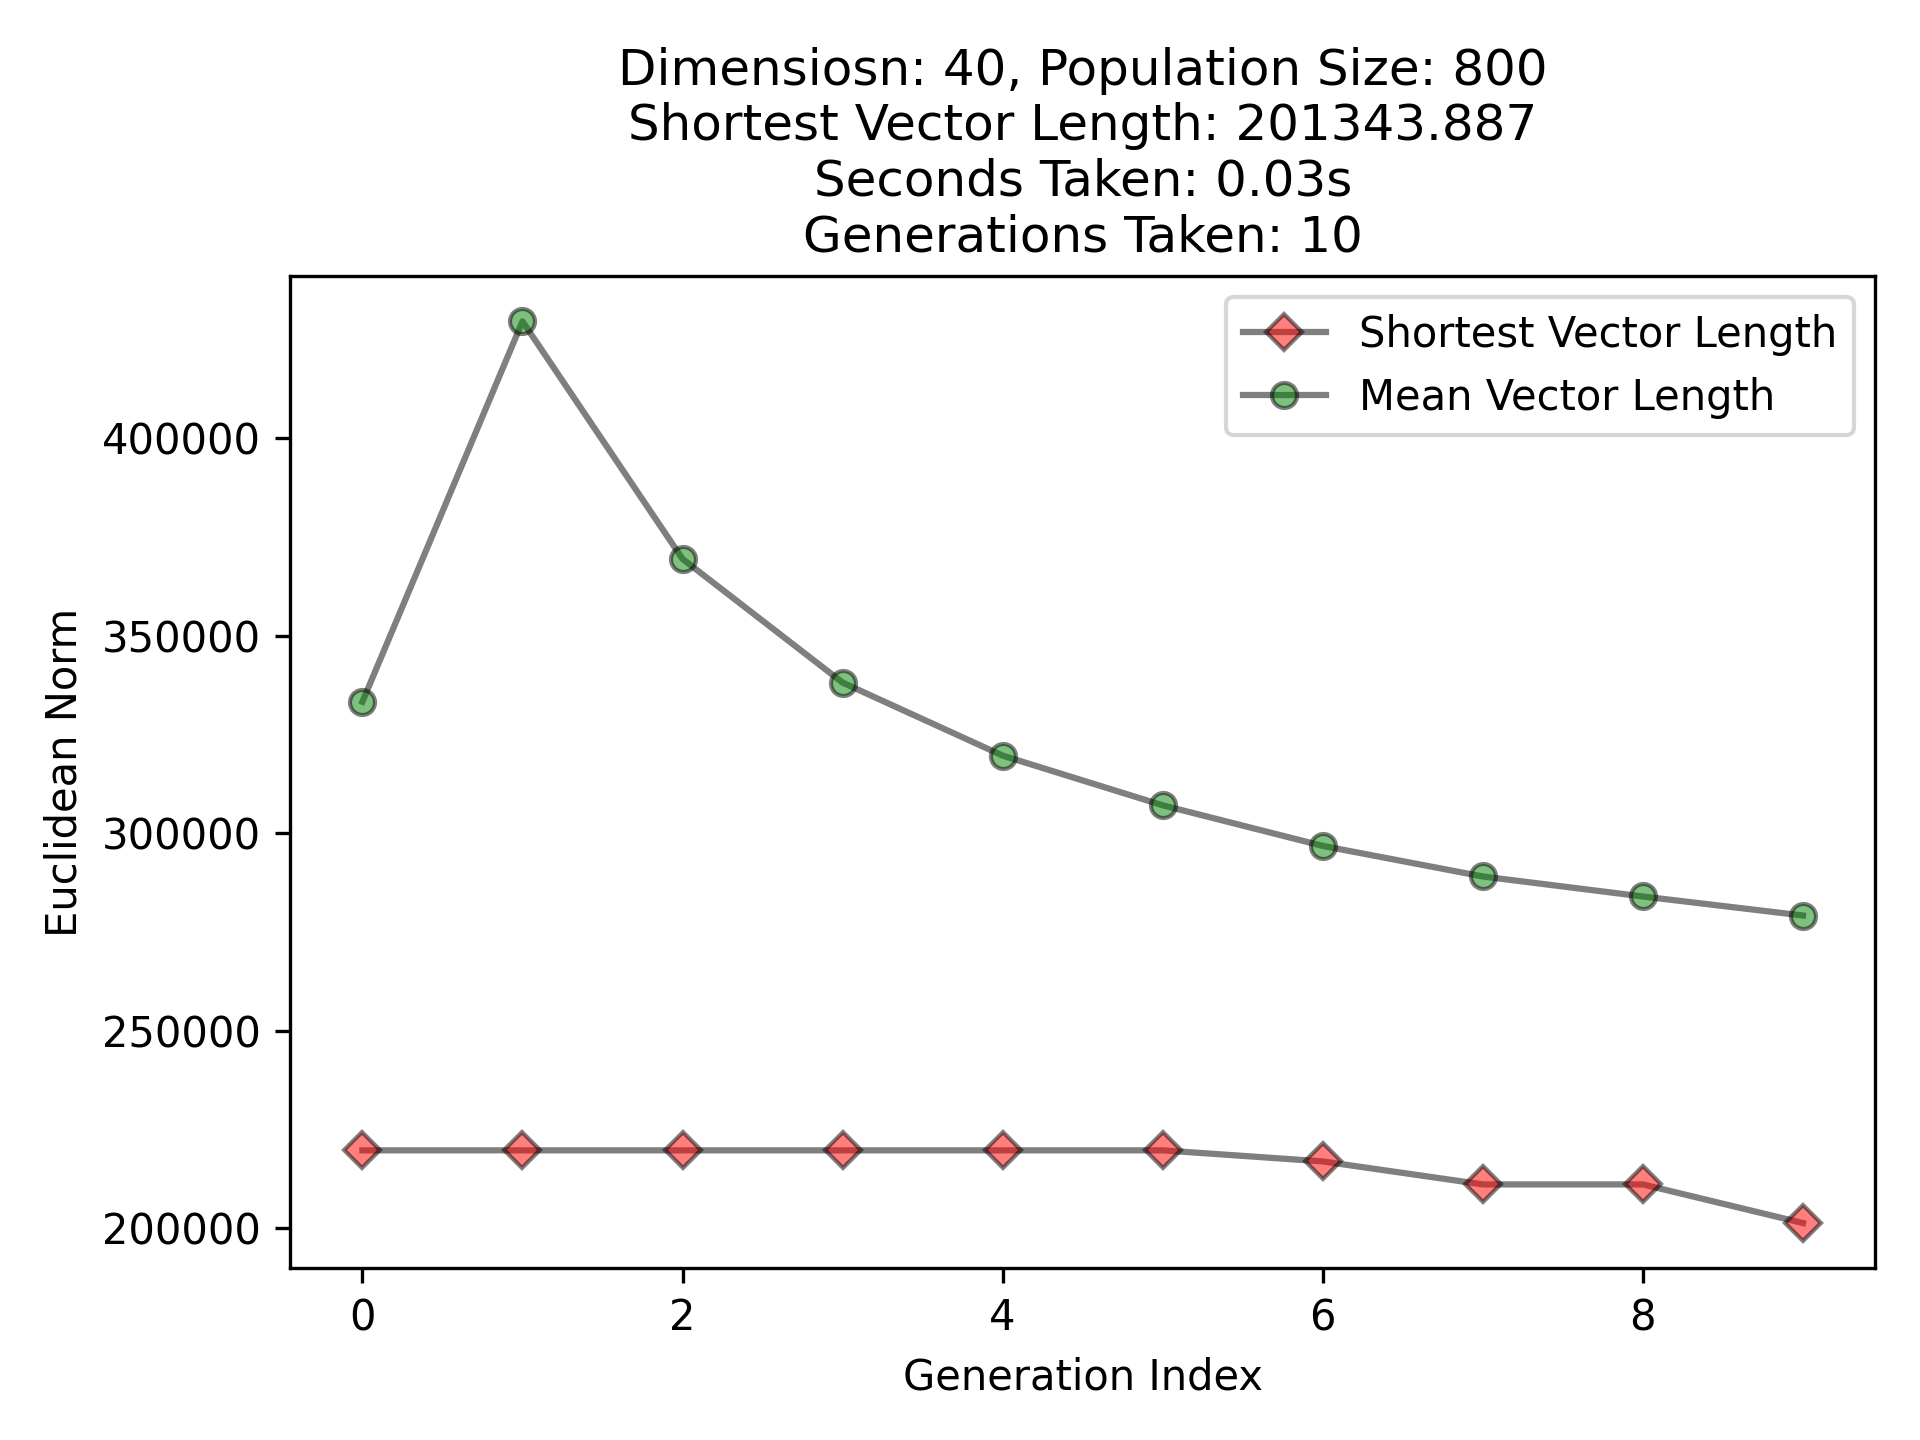 Dimensiosn: 40, Population Size: 800
Shortest Vector Length: 201343.887
Seconds Taken: 0.03s
Generations Taken: 10
Shortest Vector Length
Mean Vector Length
400000
350000
300000
250000
200000
Euclidean Norm
0 2 4 6 8
Generation Index